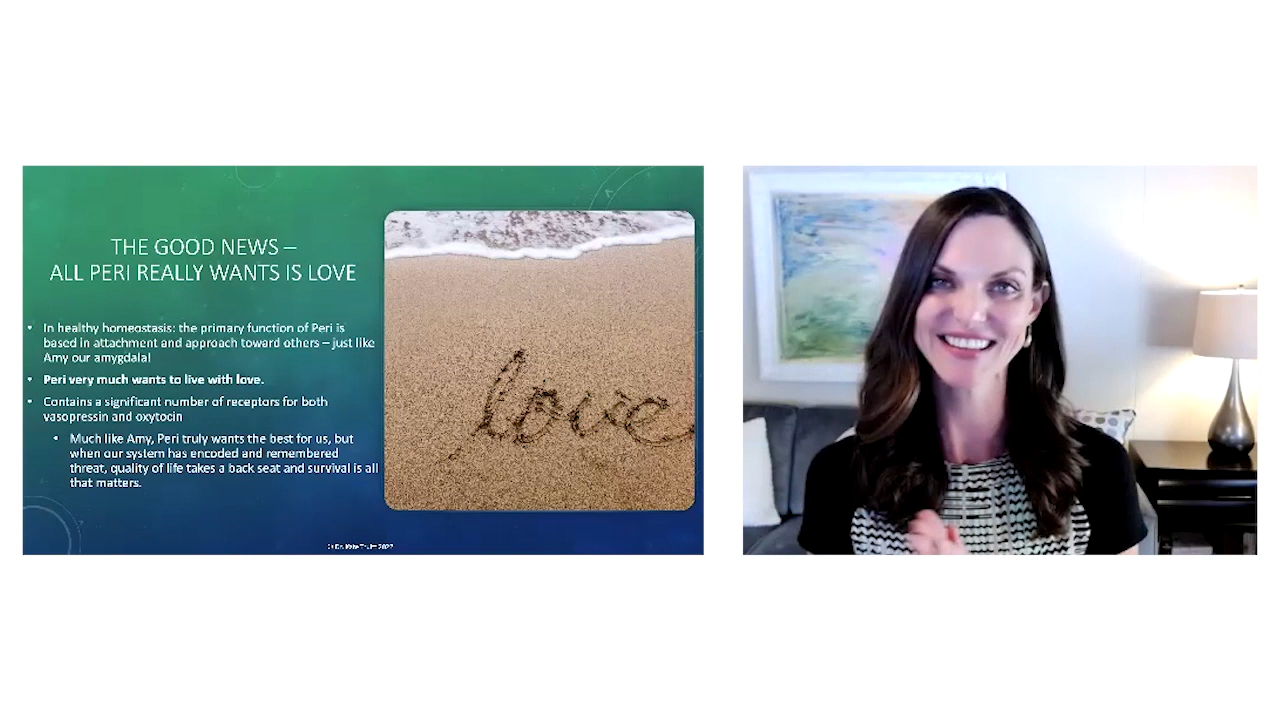 THE GOOD NEWS –
ALL PERI REALLY WANTS IS LOVE
• In healthy homeostasis: the primary function of Peri is
based in attachment and approach toward others – just like
Amy our amygdala!
• Peri very much wants to live with love.
• Contains a significant number of receptors for both
vasopressin and oxytocin
• Much like Amy, Peri truly wants the best for us, but
when our system has encoded and remembered
threat, quality of life takes a back seat and survival is all
that matters.
love
Dr. Kate Truitt 2022